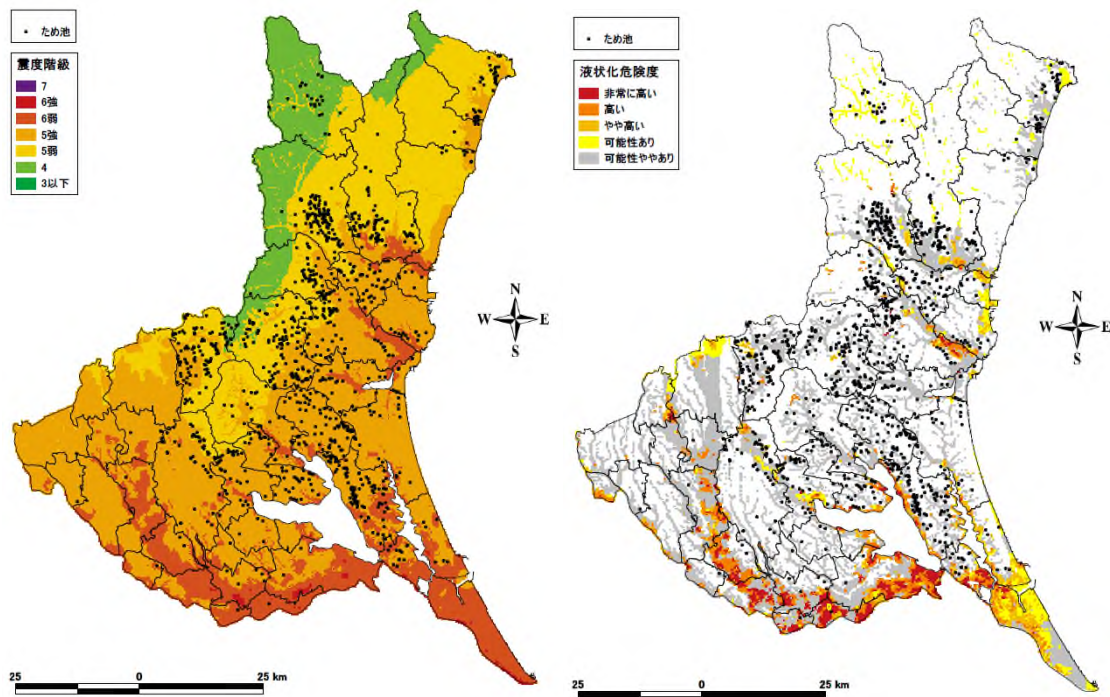 ため池
震度階級
7
6強
6弱
5強
5弱
4
3以下
N
W E
S
25 0 25 km
ため池
液状化危険度
非常に高い
高い
やや高い
可能性あり
可能性ややあり
N
W E
S
25 0 25 km